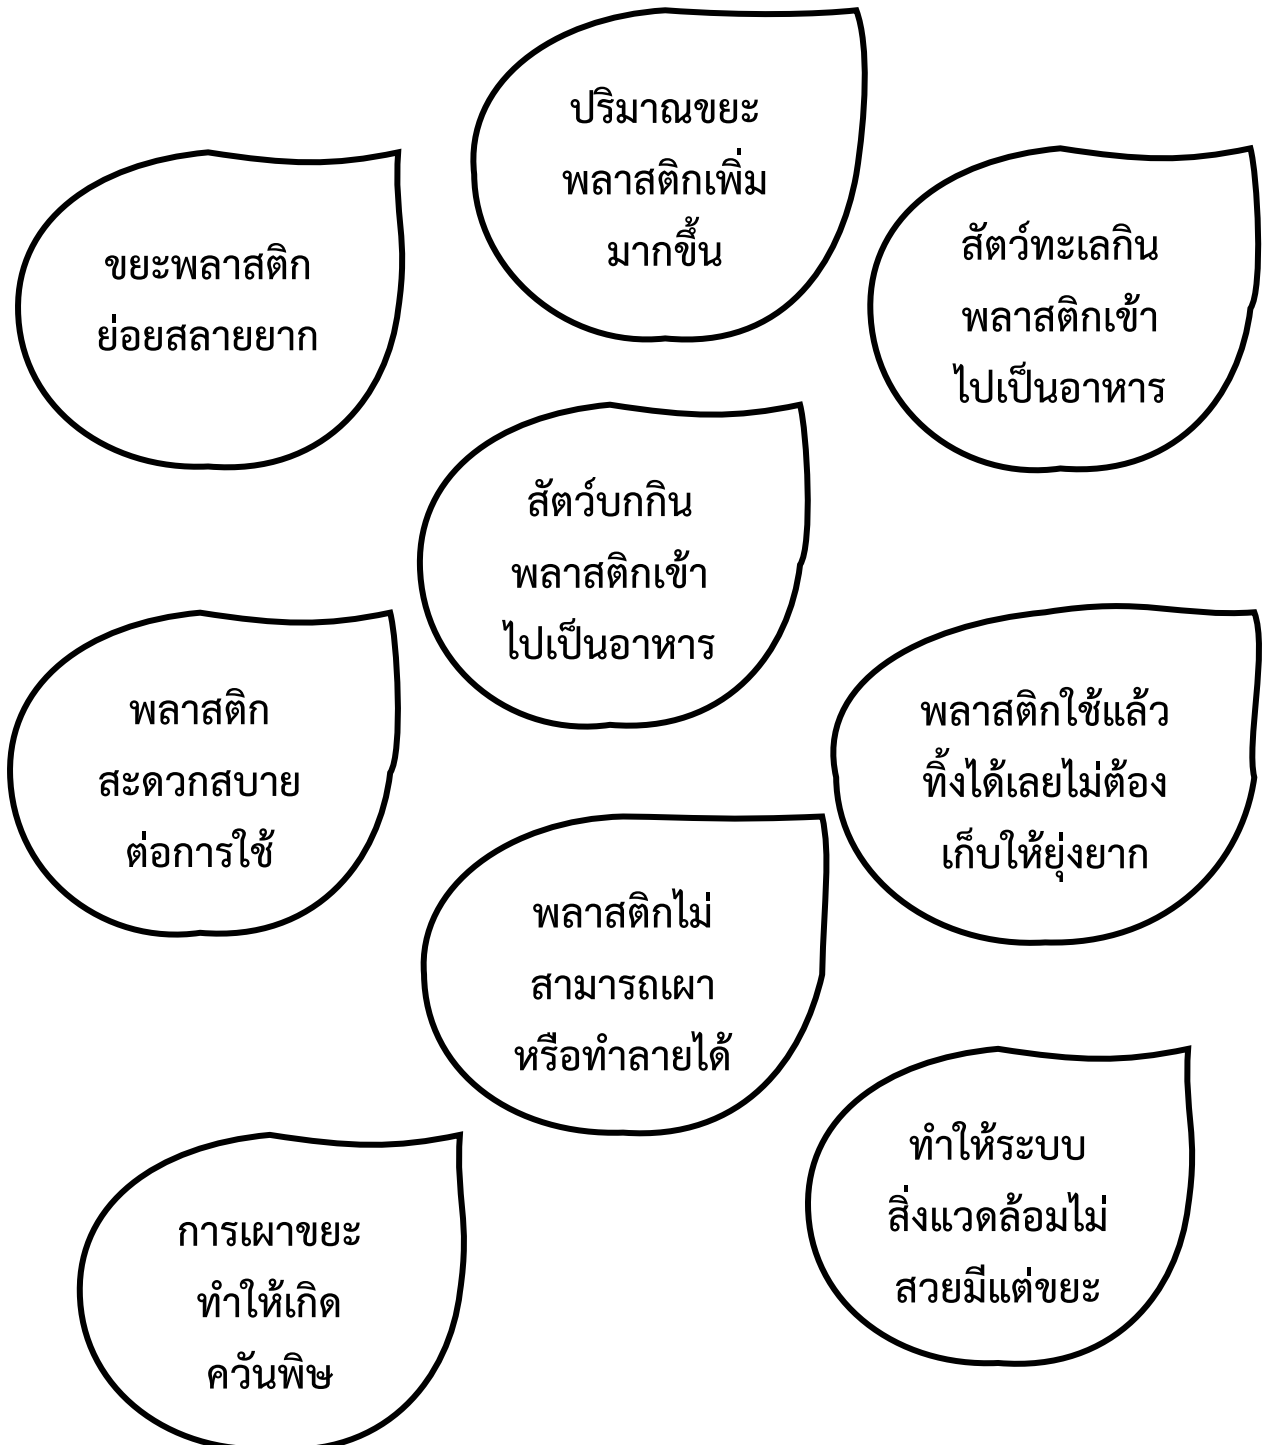 ปริมาณขยะ
พลาสติกเพิ่ม
มากขึ้น
ขยะพลาสติก
ย่อยสลายยาก
สัตว์ทะเลกิน
พลาสติกเข้า
ไปเป็นอาหาร
สัตว์บกกิน
พลาสติกเข้า
ไปเป็นอาหาร
พลาสติก
สะดวกสบาย
ต่อการใช้
พลาสติกใช้แล้ว
ทิ้งได้เลยไม่ต้อง
เก็บให้ยุ่งยาก
พลาสติกไม่
สามารถเผา
หรือทำลายได้
ทำให้ระบบ
สิ่งแวดล้อมไม่
สวยมีแต่ขยะ
การเผาขยะ
ทำให้เกิด
ควันพิษ